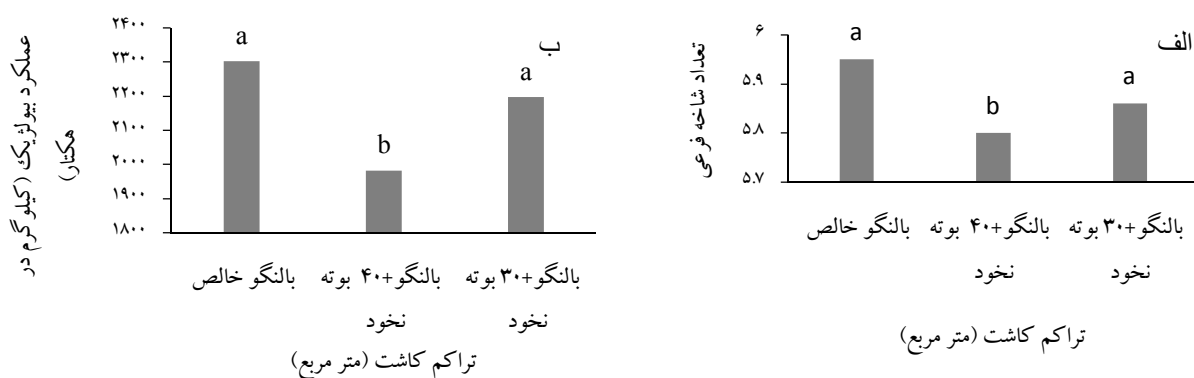 الف
تعداد شاخه فرعی
۶
۵.۹
۵.۸
۵.۷
a
b
a
بالنگو خالص
بالنگو+۴۰ بوته
نخود
بالنگو+۳۰ بوته
نخود
تراکم کاشت (متر مربع)
ب
عملکرد بیولژیک (کیلوگرم در
هکتار)
۲۴۰۰
۲۳۰۰
۲۲۰۰
۲۱۰۰
۲۰۰۰
۱۹۰۰
۱۸۰۰
a
b
a
بالنگو خالص
بالنگو+۴۰ بوته
نخود
بالنگو+۳۰ بوته
نخود
تراکم کاشت (متر مربع)